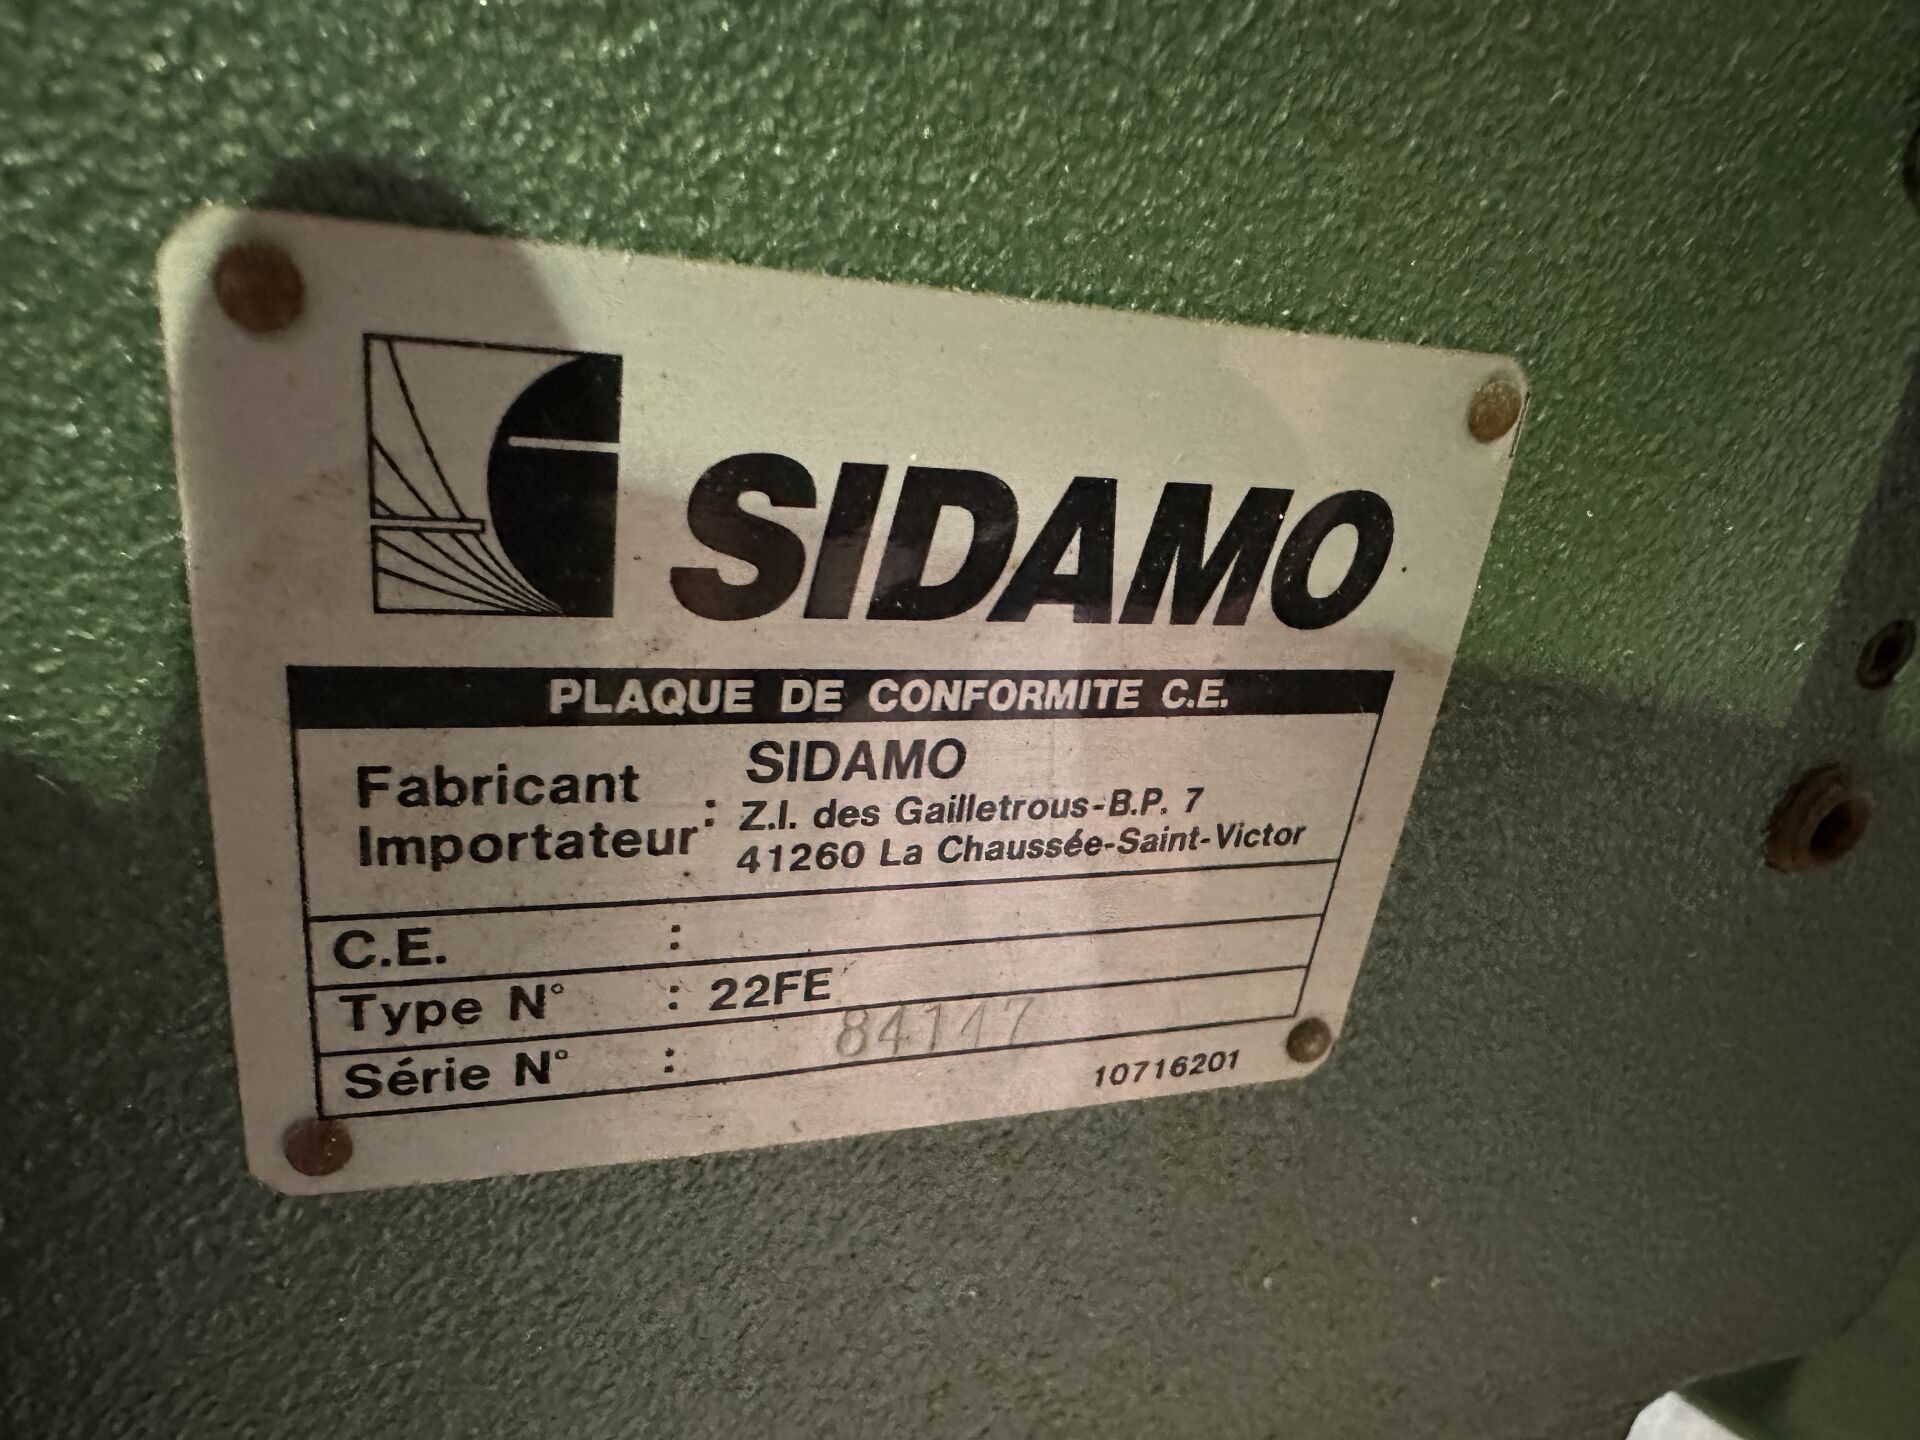 SIDAMO
PLAQUE DE CONFORMITE C.E.
Fabricant
Importateur :
SIDAMO
Z.I. des Gailletrous-B.P. 7
41260 La Chaussée-Saint-Victor
C.E. :
Type N° : 22FE
Série N° : 84147
10716201